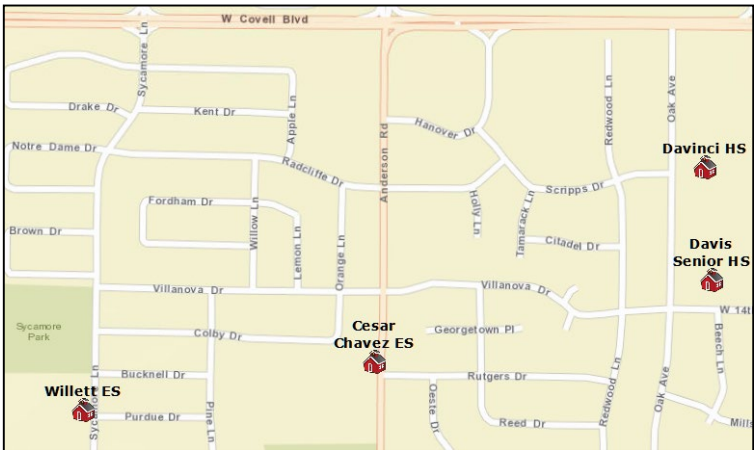 W Covell Blvd
Sycamore Ln
Drake Dr
Kent Dr
Apple Ln
Hanover Dr
Redwood Ln
Oak Ave
Anderson Rd
Notre Dame Dr
Radcliffe Dr
Davinci HS
Scripps Dr
Fordham Dr
Willow Ln
Lemon Ln
Orange Ln
Holly Ln
Tamarack Ln
Brown Dr
Citadel Dr
Davis
Senior HS
Villanova Dr
Villanova Dr
W 14t
Sycamore
Park
Colby Dr
Cesar
Chavez ES
Georgetown Pl
Beech Ln
Bucknell Dr
Rutgers Dr
Redwood Ln
Oak Ave
Willett ES
Sycamore Ln
Purdue Dr
Pine Ln
Oeste Dr
Reed Dr
Mills